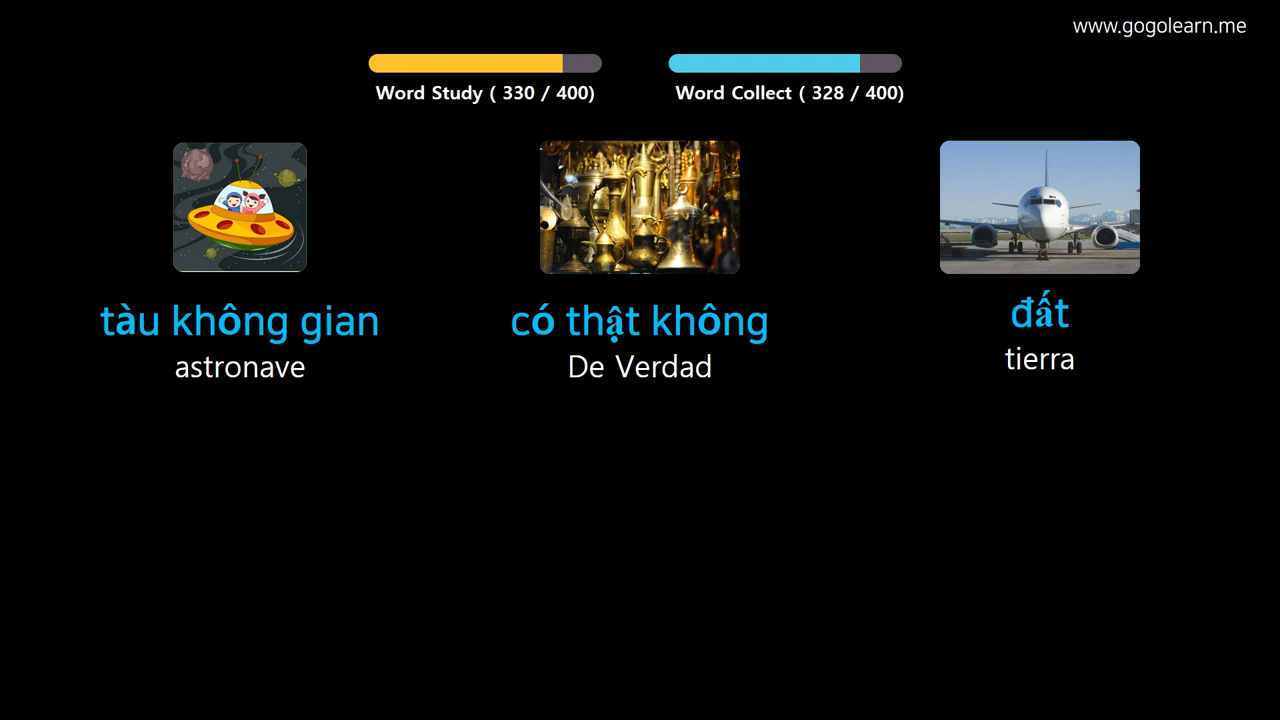 www.gogolearn.me
Word Study ( 330 / 400)
Word Collect ( 328 / 400)
tàu không gian
astronave
có thật không
De Verdad
đất
tierra